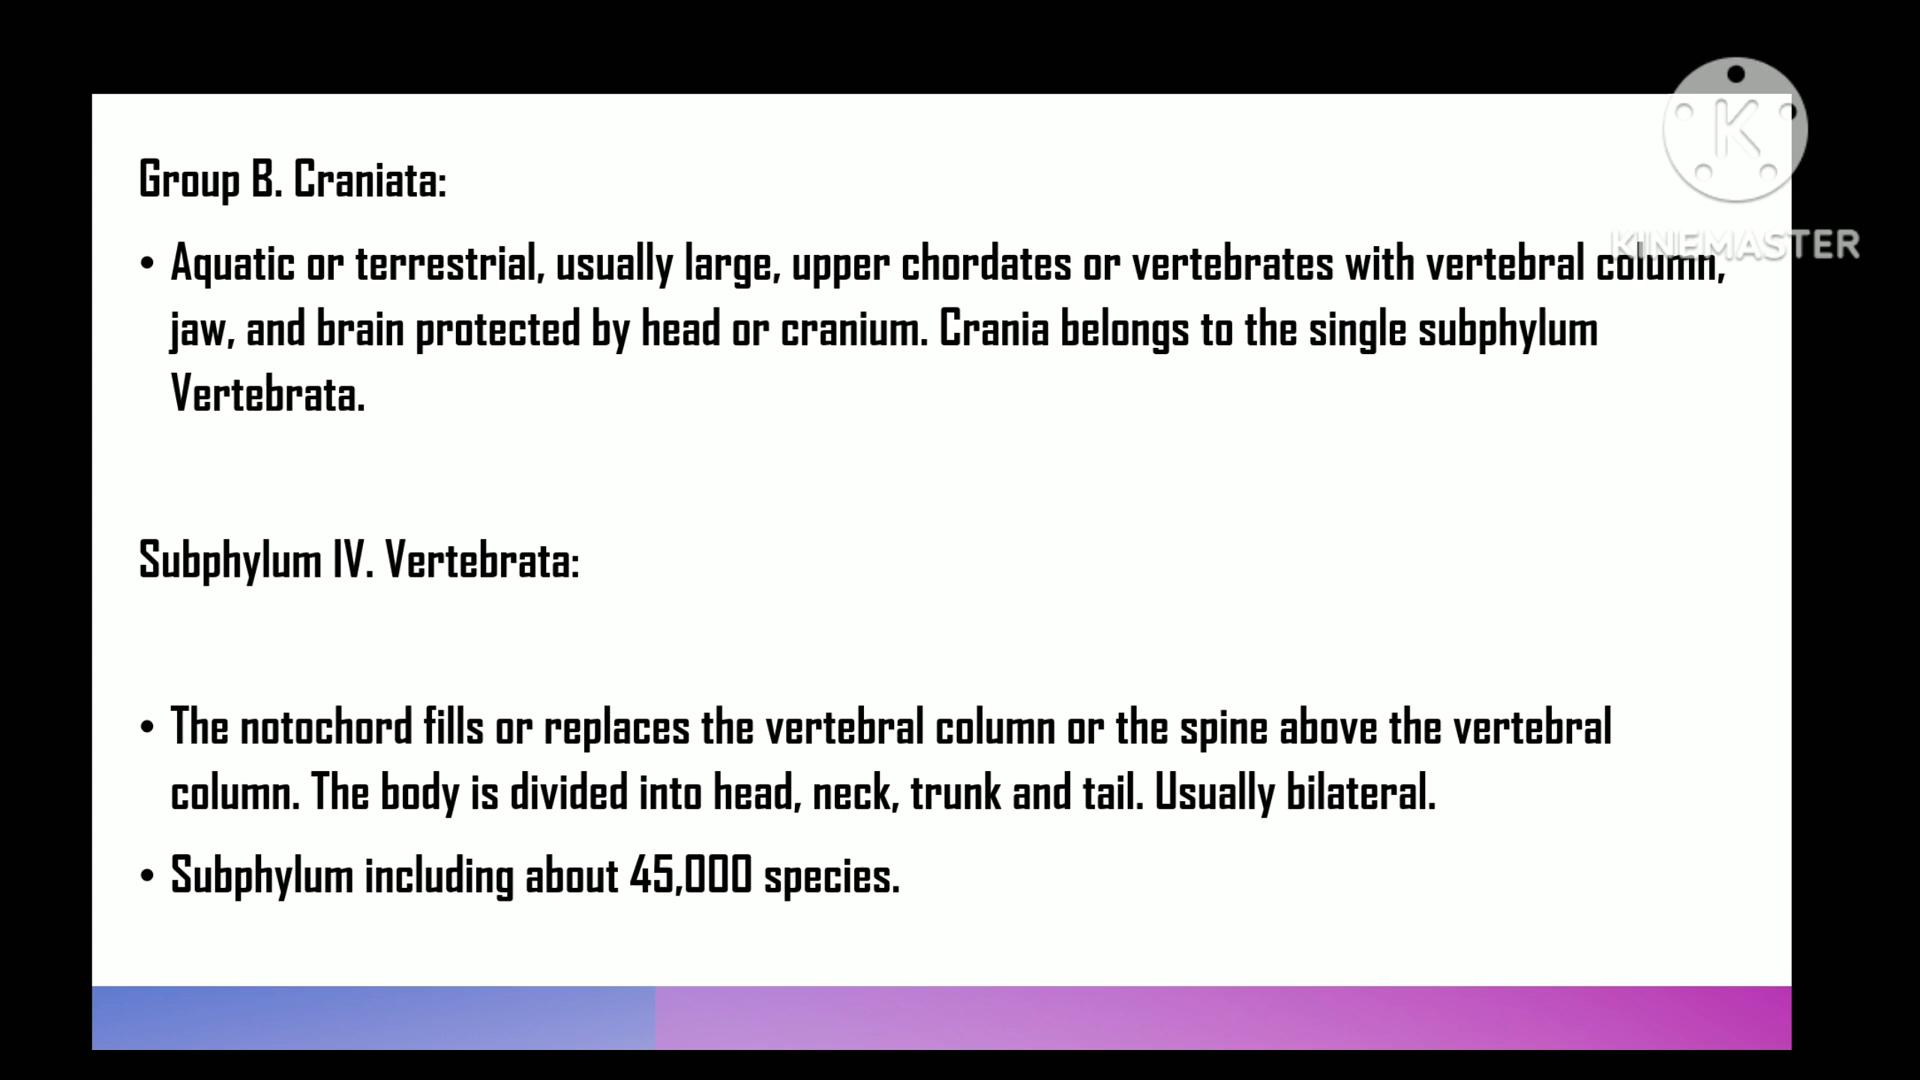 Group B. Craniata:
• Aquatic or terrestrial, usually large, upper chordates or vertebrates with vertebral column,
jaw, and brain protected by head or cranium. Crania belongs to the single subphylum
Vertebrata.
Subphylum IV. Vertebrata:
• The notochord fills or replaces the vertebral column or the spine above the vertebral
column. The body is divided into head, neck, trunk and tail. Usually bilateral.
• Subphylum including about 45,000 species.
K
KINEMASTER